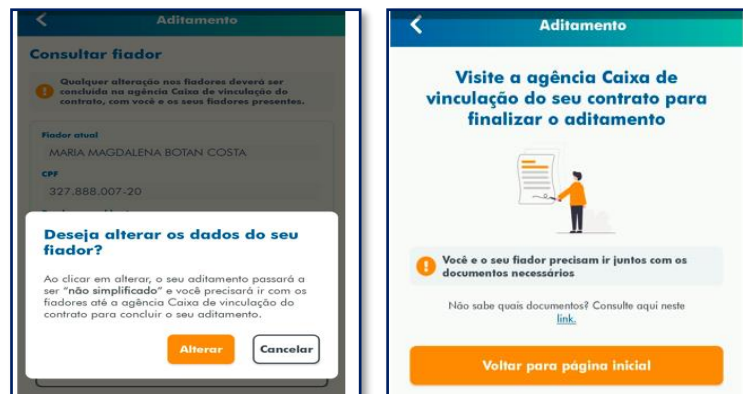 Aditamento
Consultar fiador
Qualquer alteração nos fiadores deverá ser
concluída na agência Caixa de vinculação do
contrato, com você e os seus fiadores presentes.
Fiador atual
MARIA MAGDALENA BOTAN COSTA
CPF
327.888.007-20
Deseja alterar os dados do seu
fiador?
Ao clicar em alterar, o seu aditamento passará a
ser "não simplificado" e você precisará ir com os
fiadores até a agência Caixa de vinculação do
contrato para concluir o seu aditamento.
Alterar
Cancelar
Aditamento
Visite a agência Caixa de
vinculação do seu contrato para
finalizar o aditamento
Você e o seu fiador precisam ir juntos com os
documentos necessários
Não sabe quais documentos? Consulte aqui neste
link.
Voltar para página inicial